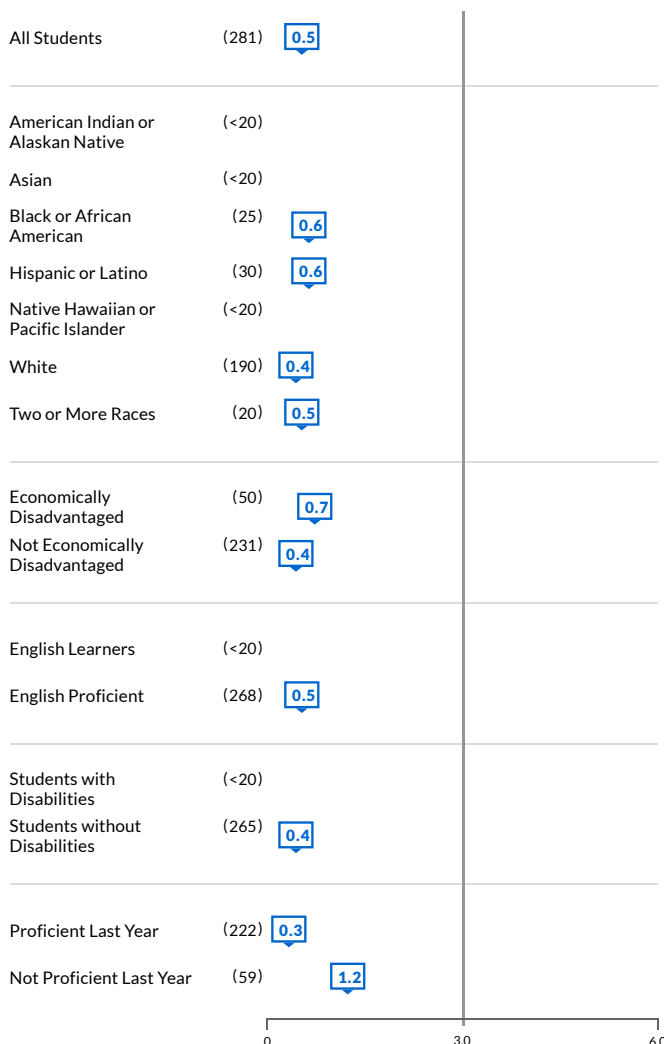 All Students (281) 0.5
American Indian or (<20)
Alaskan Native
Asian (<20)
Black or African (25) 0.6
American
Hispanic or Latino (30) 0.6
Native Hawaiian or (<20)
Pacific Islander
White (190) 0.4
Two or More Races (20) 0.5
Economically (50) 0.7
Disadvantaged
Not Economically (231) 0.4
Disadvantaged
English Learners (<20)
English Proficient (268) 0.5
Students with (<20)
Disabilities
Students without (265) 0.4
Disabilities
Proficient Last Year (222) 0.3
Not Proficient Last Year (59) 1.2
0 3.0 6.0